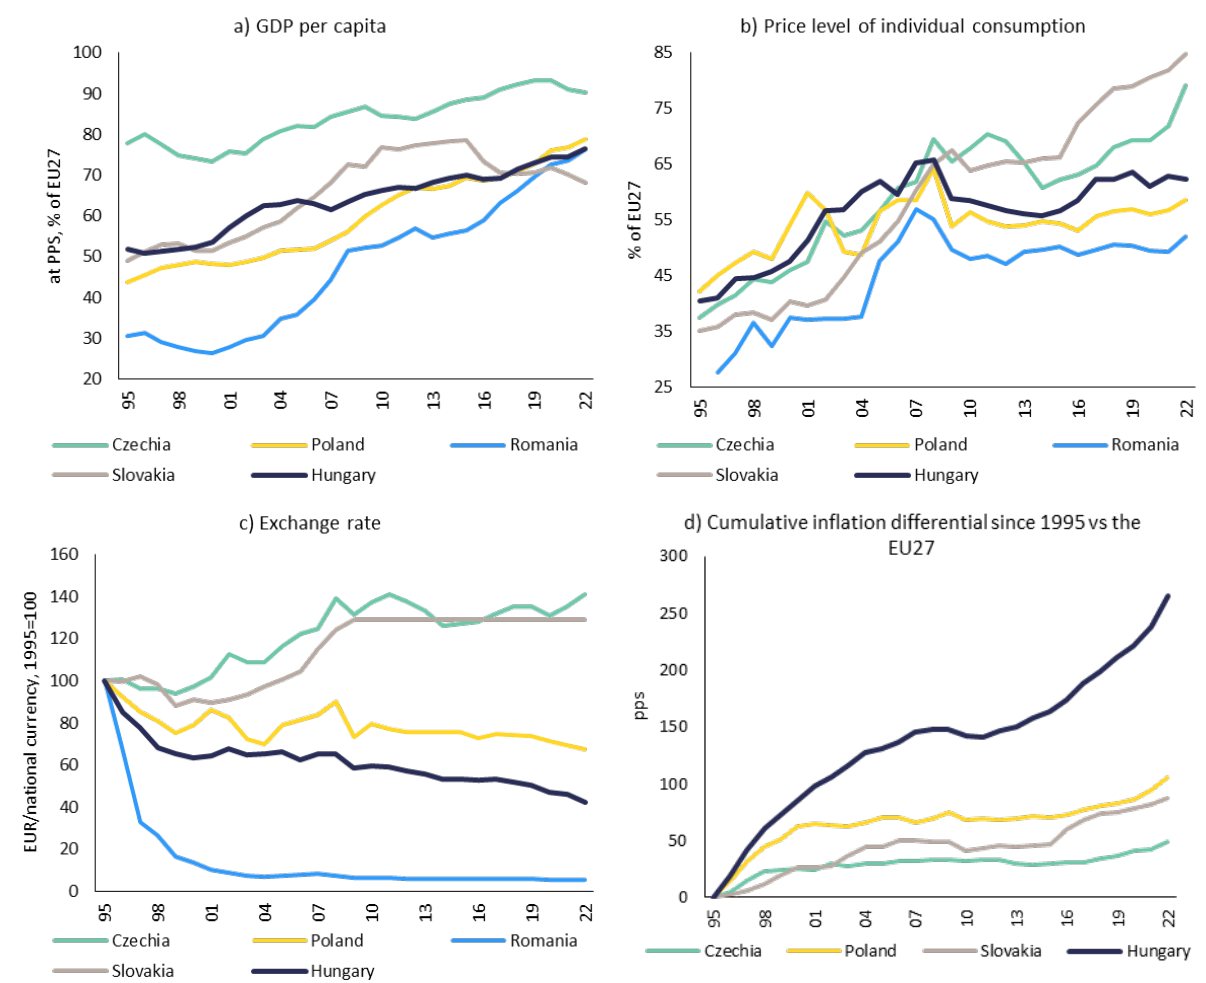 a) GDP per capita
at PPS, % of EU27
100
90
80
70
60
50
40
30
20
95 98 01 04 07 10 13 16 19 22
Czechia Poland Romania
Slovakia Hungary
b) Price level of individual consumption
% of EU27
85
75
65
55
45
35
25
95 98 01 04 07 10 13 16 19 22
Czechia Poland Romania
Slovakia Hungary
c) Exchange rate
EUR/national currency, 1995=100
160
140
120
100
80
60
40
20
0
95 98 01 04 07 10 13 16 19 22
Czechia Poland Romania
Slovakia Hungary
d) Cumulative inflation differential since 1995 vs the
EU27
pps
300
250
200
150
100
50
0
95 98 01 04 07 10 13 16 19 22
Czechia Poland Slovakia Hungary